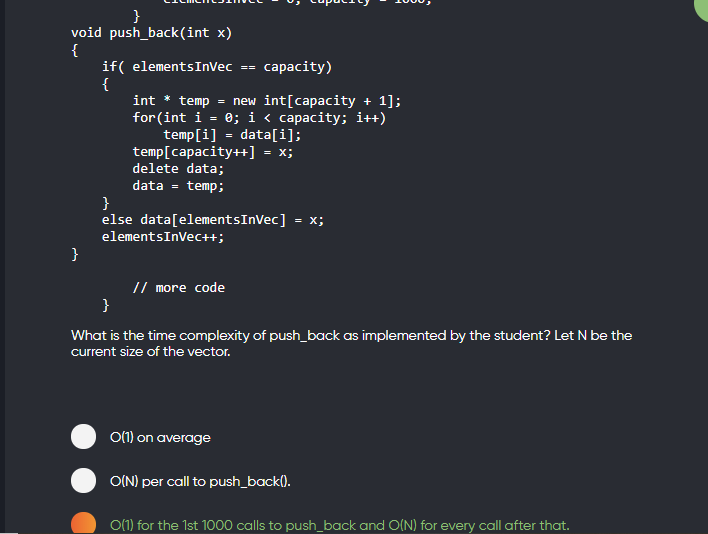 }
void push_back(int x)
{
if( elementsInVec == capacity)
{
int * temp = new int[capacity + 1];
for(int i = 0; i < capacity; i++)
temp[i] = data[i];
temp[capacity++] = x;
delete data;
data = temp;
}
else data[elementsInVec] = x;
elementsInVec++;
}
// more code
}
What is the time complexity of push_back as implemented by the student? Let N be the
current size of the vector.
O(1) on average
O(N) per call to push_back().
O(1) for the 1st 1000 calls to push_back and O(N) for every call after that.